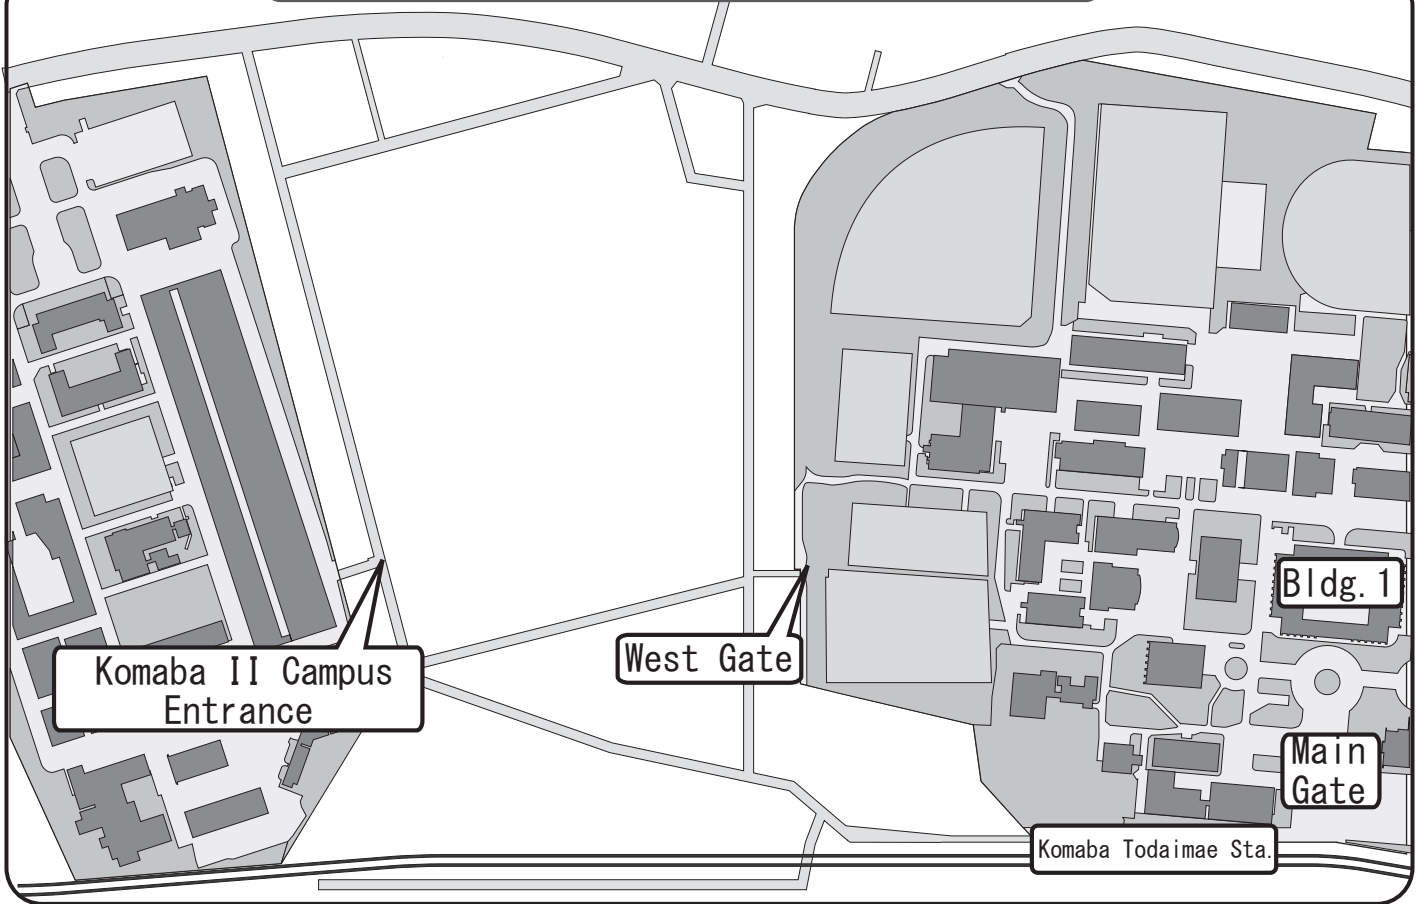 Bldg. 1
West Gate
Komaba II Campus
Entrance
Main
Gate
Komaba Todaimae Sta.